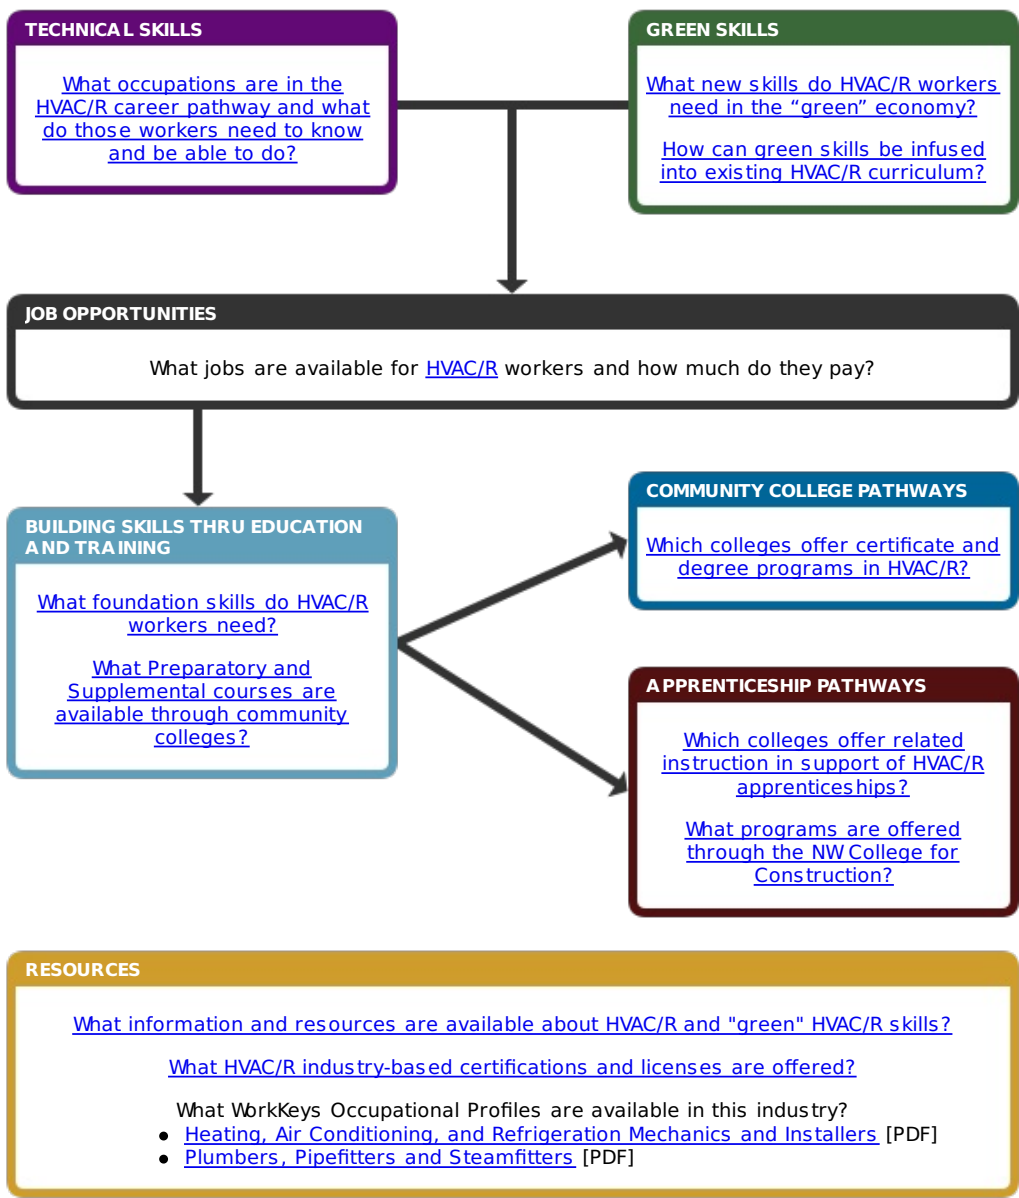 TECHNICAL SKILLS
What occupations are in the
HVAC/R career pathway and what
do those workers need to know
and be able to do?
GREEN SKILLS
What new skills do HVAC/R workers
need in the “green” economy?
How can green skills be infused
into existing HVAC/R curriculum?
JOB OPPORTUNITIES
What jobs are available for HVAC/R workers and how much do they pay?
BUILDING SKILLS THRU EDUCATION
AND TRAINING
What foundation skills do HVAC/R
workers need?
What Preparatory and
Supplemental courses are
available through community
colleges?
COMMUNITY COLLEGE PATHWAYS
Which colleges offer certificate and
degree programs in HVAC/R?
APPRENTICESHIP PATHWAYS
Which colleges offer related
instruction in support of HVAC/R
apprenticeships?
What programs are offered
through the NW College for
Construction?
RESOURCES
What information and resources are available about HVAC/R and "green" HVAC/R skills?
What HVAC/R industry-based certifications and licenses are offered?
What WorkKeys Occupational Profiles are available in this industry?
• Heating, Air Conditioning, and Refrigeration Mechanics and Installers [PDF]
• Plumbers, Pipefitters and Steamfitters [PDF]